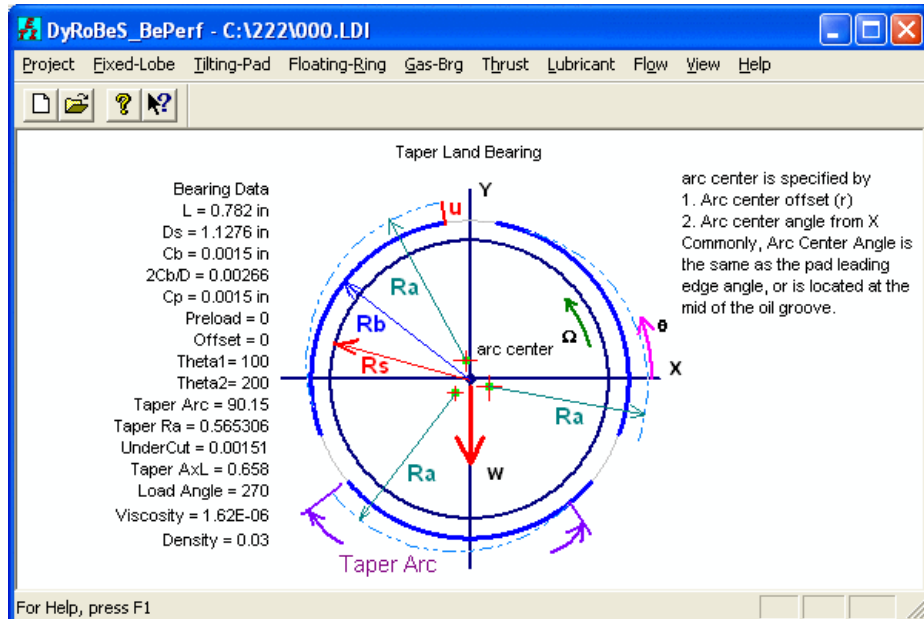 DyRoBeS_BePerf - C:\222\000.LDI
Project Fixed-Lobe Tilting-Pad Floating-Ring Gas-Brg Thrust Lubricant Flow View Help
Taper Land Bearing
Bearing Data
L = 0.782 in
Ds = 1.1276 in
Cb = 0.0015 in
2Cb/D = 0.00266
Cp = 0.0015 in
Preload = 0
Offset = 0
Theta1= 100
Theta2= 200
Taper Arc = 90.15
Taper Ra = 0.565306
UnderCut = 0.00151
Taper AxL = 0.658
Load Angle = 270
Viscosity = 1.62E-06
Density = 0.03
Y
u
Ra
Rb
Rs
arc center
Ω
θ
X
Ra
Ra
W
Taper Arc
arc center is specified by
1. Arc center offset (r)
2. Arc center angle from X
Commonly, Arc Center Angle is
the same as the pad leading
edge angle, or is located at the
mid of the oil groove.
For Help, press F1